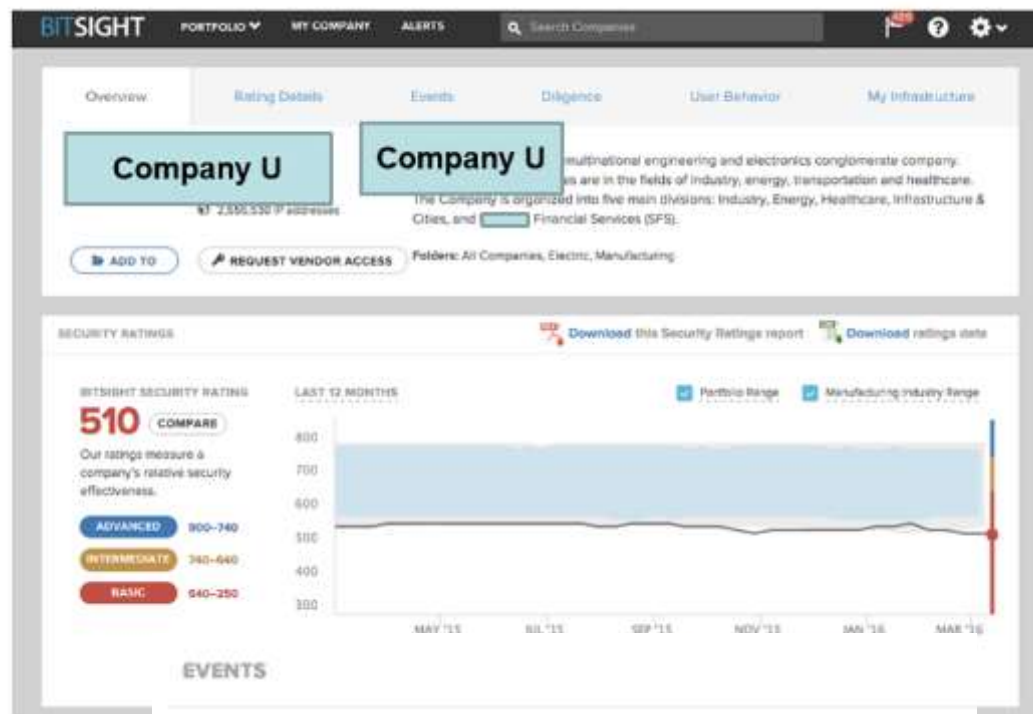 BITSIGHT PORTFOLIO MY COMPANY ALERTS Search Companies
Overview Rating Details Events Diligence User Behavior My Infrastructure
Company U
IP addresses
ADD TO REQUEST VENDOR ACCESS
Company U multinational engineering and electronics conglomerate company.
are in the fields of industry, energy, transportation and healthcare.
The Company is organized into five main divisions: Industry, Energy, Healthcare, Infrastructure &
Cities, and Financial Services (SFS).
Folders: All Companies, Electric, Manufacturing
SECURITY RATINGS Download this Security Ratings report Download ratings data
BITSIGHT SECURITY RATING
510 COMPARE
Our ratings measure a
company's relative security
effectiveness.
ADVANCED 900–740
INTERMEDIATE 740–640
BASIC 640–250
LAST 12 MONTHS Portfolio Range Manufacturing Industry Range
800
700
600
500
400
300
MAY '15 JUL '15 SEP '15 NOV '15 JAN '16 MAR '16
EVENTS